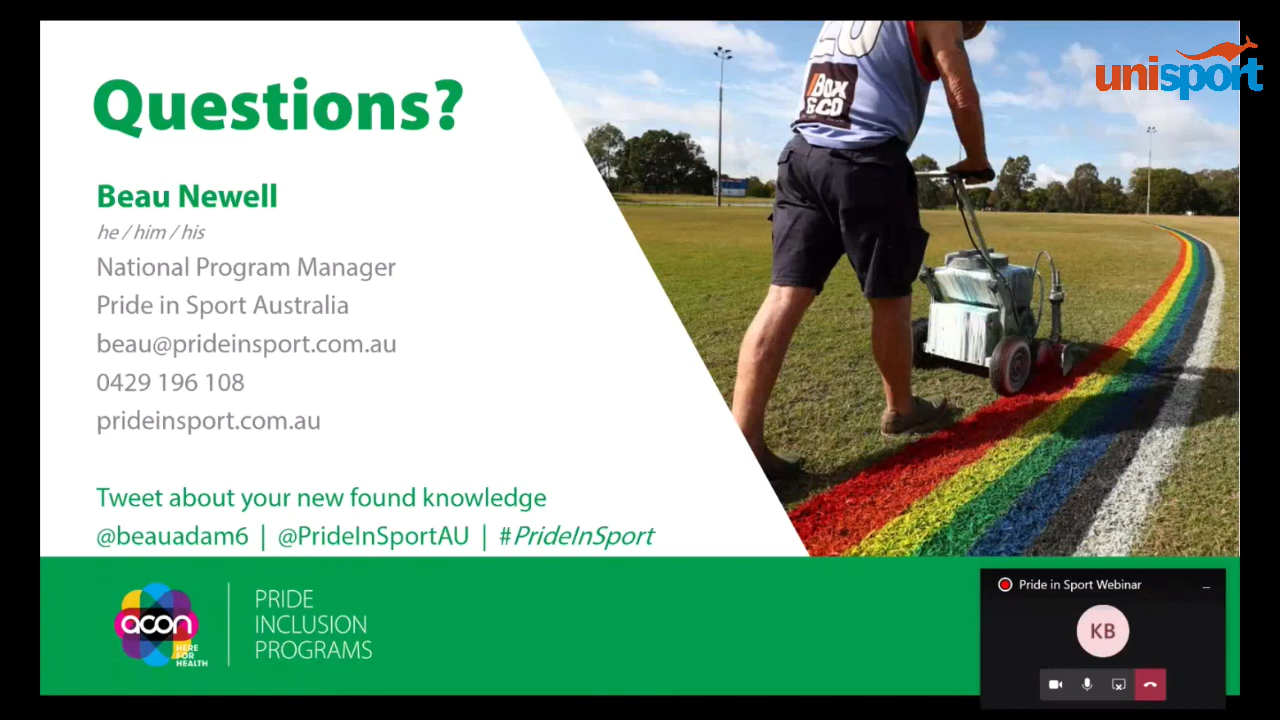 Questions?
Beau Newell
he / him / his
National Program Manager
Pride in Sport Australia
beau@prideinsport.com.au
0429 196 108
prideinsport.com.au
Tweet about your new found knowledge
@beauadam6 | @PrideInSportAU | #PrideInSport
acon
HERE
FOR
HEALTH
PRIDE
INCLUSION
PROGRAMS
BOX
&CO
unisport
Pride in Sport Webinar
KB